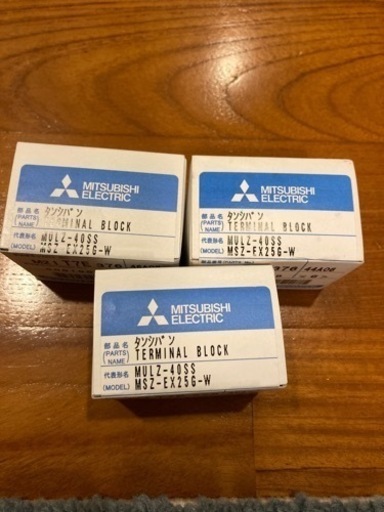 MITSUBISHI
ELECTRIC
部品名
(PARTS NAME)
タンシバン
TERMINAL BLOCK
代表形名
(MODEL)
MULZ-40SS
MSZ-EX25G-W
MITSUBISHI
ELECTRIC
部品名
(PARTS NAME)
タンシバン
TERMINAL BLOCK
代表形名
(MODEL)
MULZ-40SS
MSZ-EX25G-W
376 44A08
MITSUBISHI
ELECTRIC
部品名
(PARTS NAME)
タンシバン
TERMINAL BLOCK
代表形名
(MODEL)
MULZ-40SS
MSZ-EX25G-W